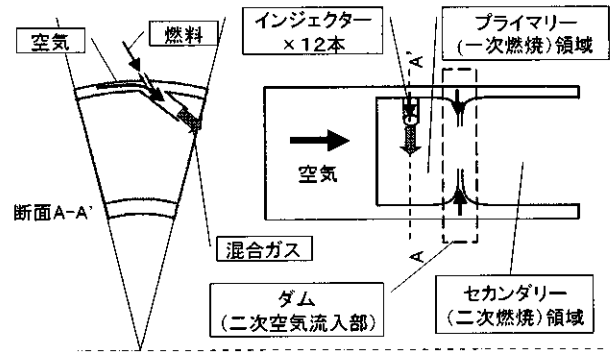 空気
燃料
断面A-A'
混合ガス
インジェクター
×12本
プライマリー
(一次燃焼)領域
A'
空気
A
ダム
(二次空気流入部)
セカンダリー
(二次燃焼)領域